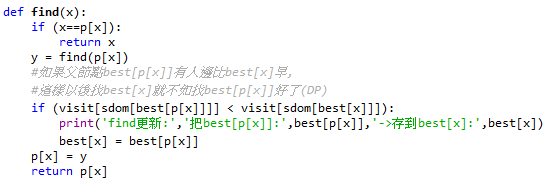 def find(x):
    if (x==p[x]):
        return x
    y = find(p[x])
    #如果父節點best[p[x]]有人邊比best[x]早,
    #這樣以後找best[x]就不如找best[p[x]]好了(DP)
    if (visit[sdom[best[p[x]]]] < visit[sdom[best[x]]]):
        print('find更新:','把best[p[x]]:',best[p[x]],'->存到best[x]:',best[x])
        best[x] = best[p[x]]
    p[x] = y
    return p[x]